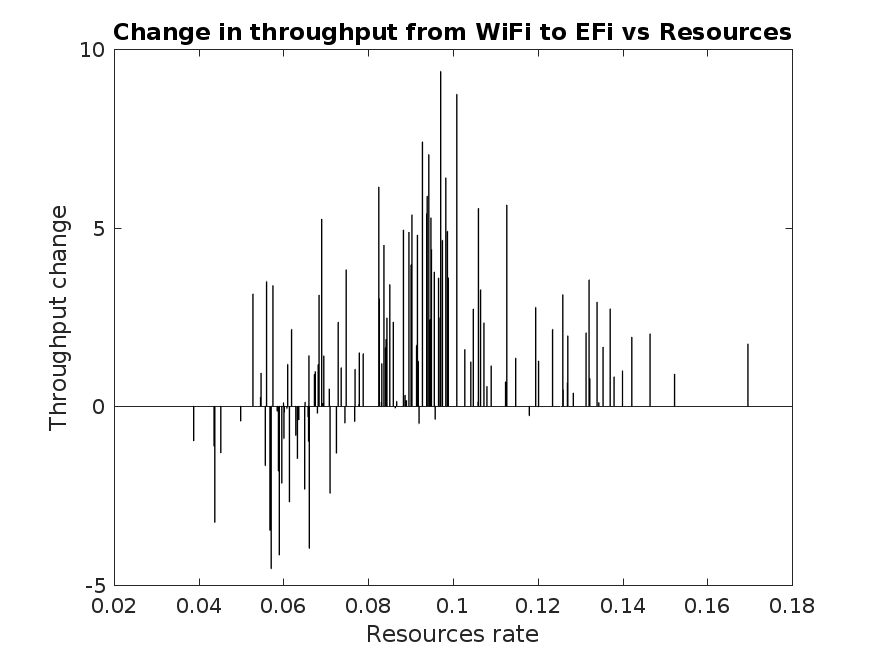 Change in throughput from WiFi to EFi vs Resources
10
5
0
-5
Throughput change
0.02 0.04 0.06 0.08 0.1 0.12 0.14 0.16 0.18
Resources rate